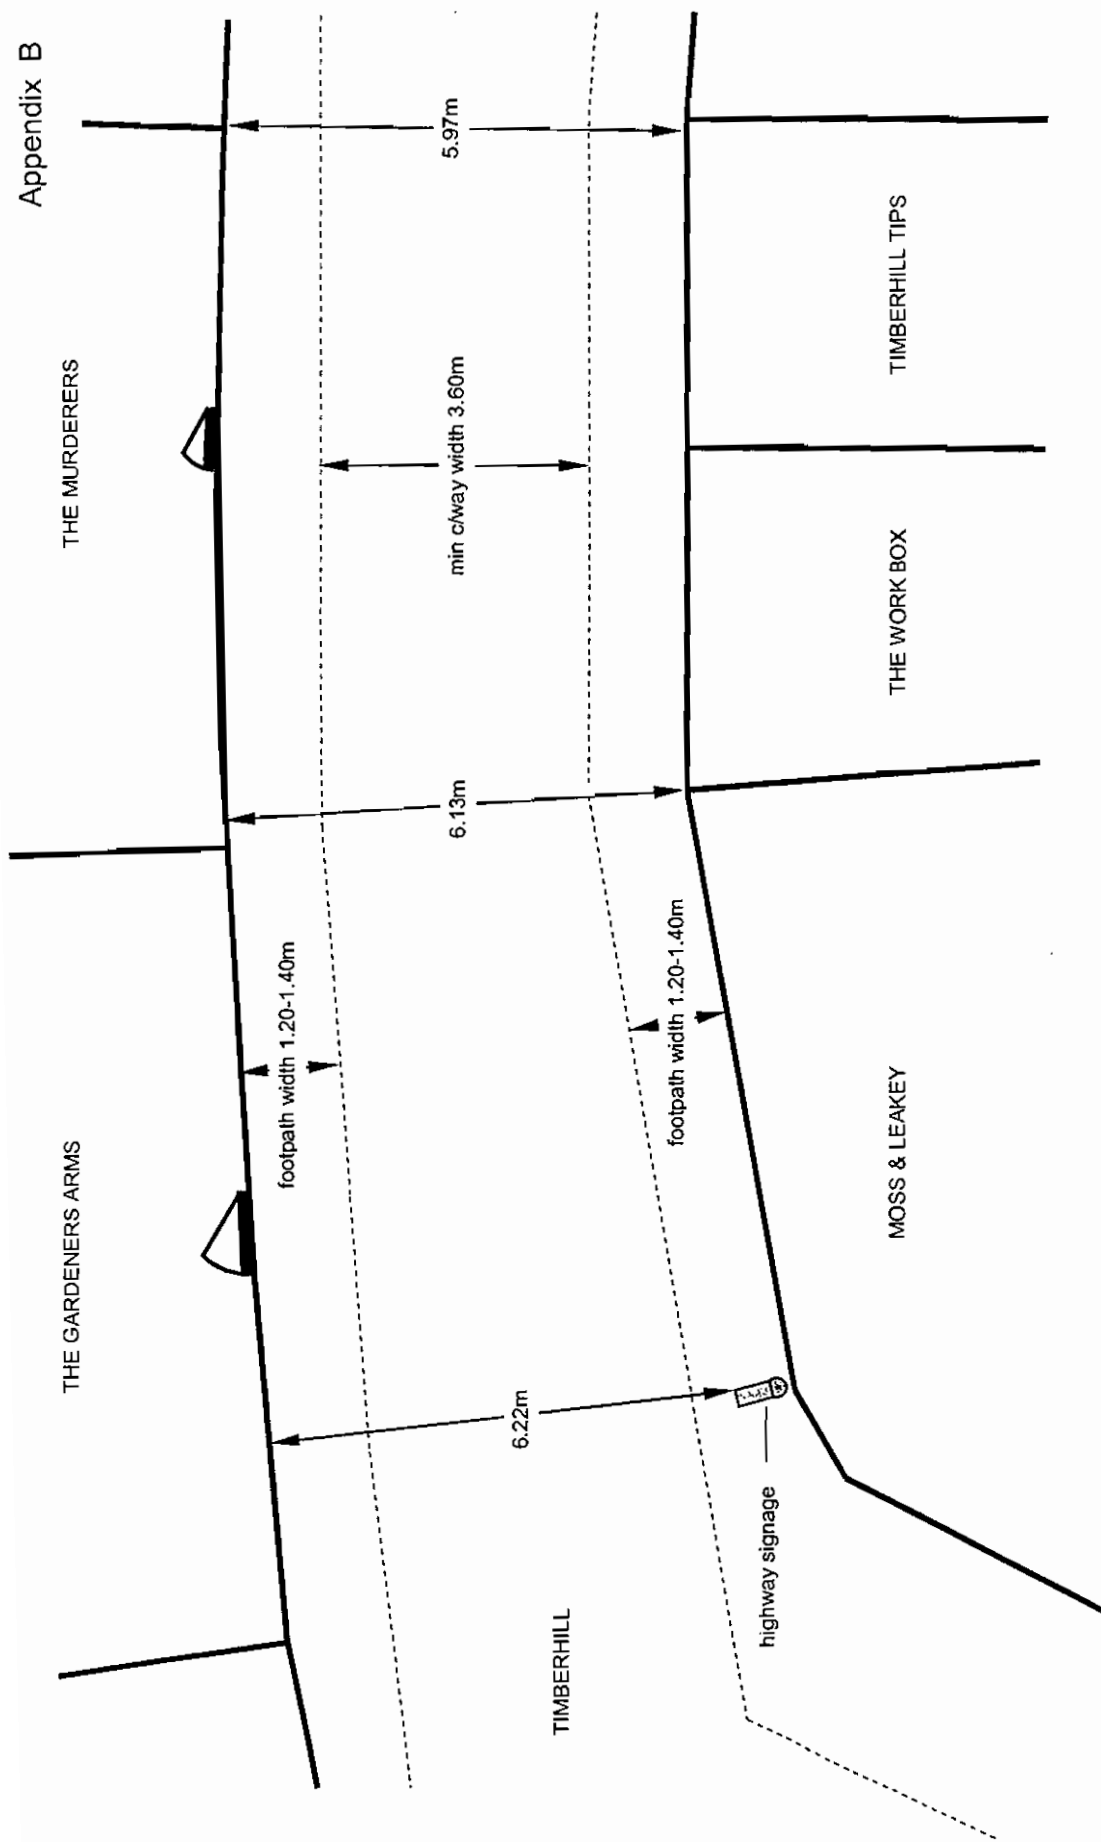 Appendix B
THE GARDENERS ARMS
THE MURDERERS
footpath width 1.20-1.40m
6.22m
6.13m
min c/way width 3.60m
5.97m
TIMBERHILL
footpath width 1.20-1.40m
highway signage
MOSS & LEAKEY
THE WORK BOX
TIMBERHILL TIPS